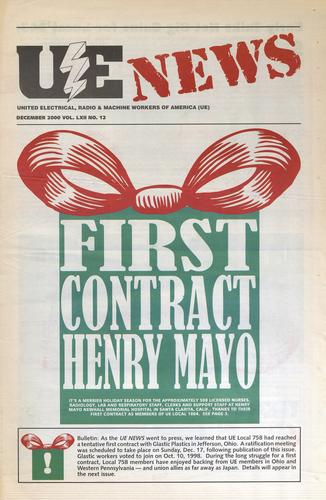 UE NEWS
UNITED ELECTRICAL, RADIO & MACHINE WORKERS OF AMERICA (UE)
DECEMBER 2000 VOL. LXII NO. 12
FIRST
CONTRACT
HENRY MAYO
IT'S A MERRIER HOLIDAY SEASON FOR THE APPROXIMATELY 500 LICENSED NURSES,
RADIOLOGY, LAB AND RESPIRATORY STAFF, CLERKS AND SUPPORT STAFF AT HENRY
MAYO NEWHALL MEMORIAL HOSPITAL IN SANTA CLARITA, CALIF. THANKS TO THEIR
FIRST CONTRACT AS MEMBERS OF UE LOCAL 1004. SEE PAGE 3.
!
Bulletin: As the UE NEWS went to press, we learned that UE Local 758 had reached
a tentative first contract with Glastic Plastics in Jefferson, Ohio. A ratification meeting
was scheduled to take place on Sunday, Dec. 17, following publication of this issue.
Glastic workers voted to join on Oct. 10, 1998. During the long struggle for a first
contract, Local 758 members have enjoyed backing from UE members in Ohio and
Western Pennsylvania — and union allies as far away as Japan. Details will appear
in the next issue.